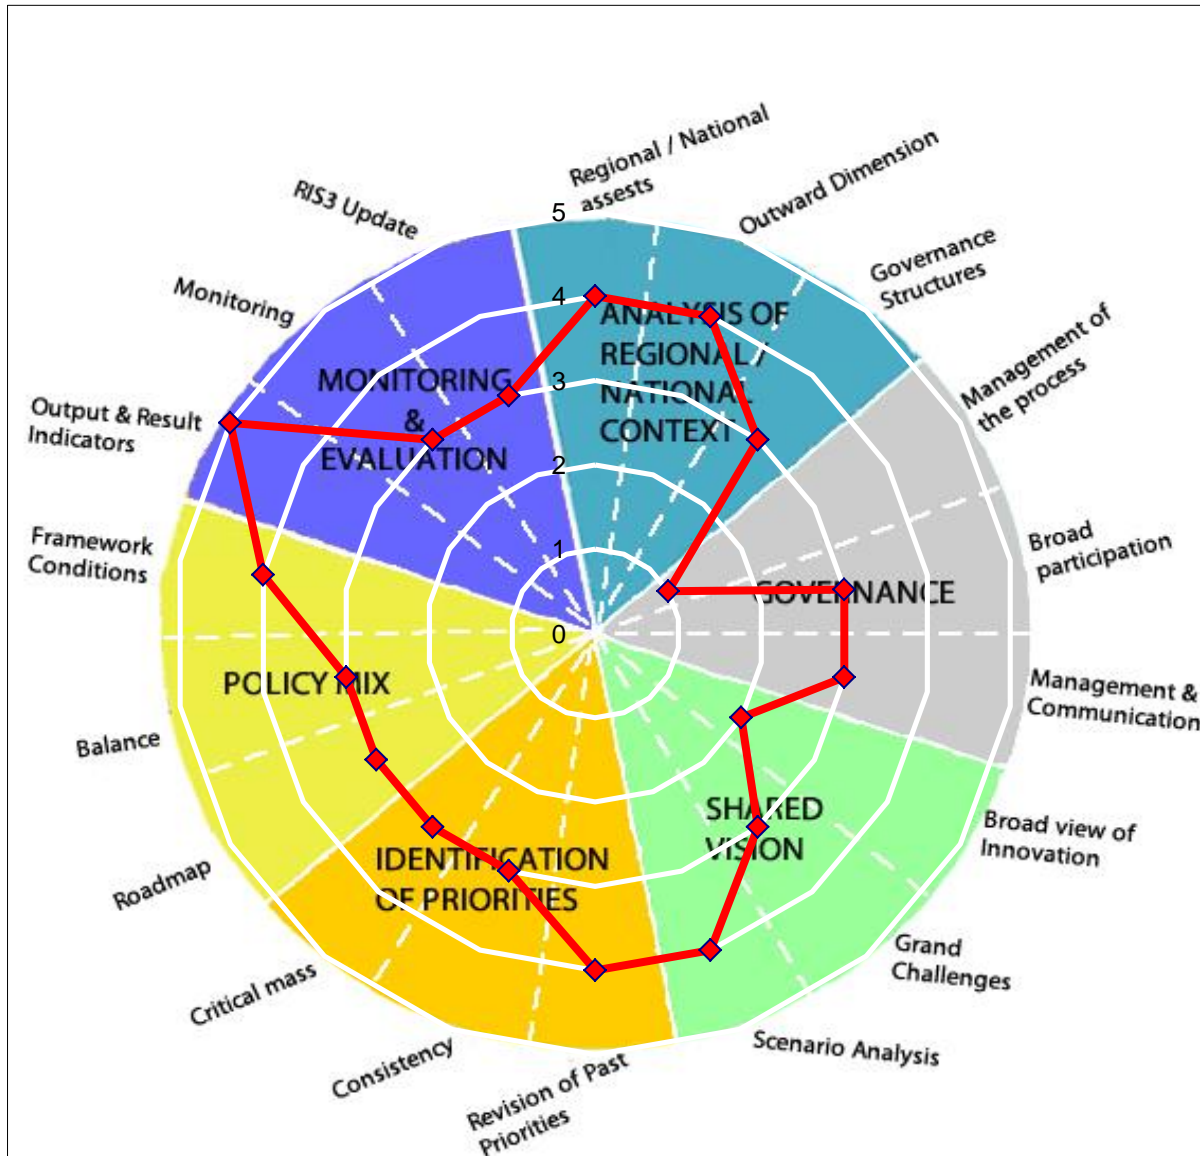 Regional / National
assests
Outward Dimension
Governance
Structures
Management of
the process
Broad
participation
Management &
Communication
Broad view of
Innovation
Grand
Challenges
Scenario Analysis
Revision of Past
Priorities
Consistency
Critical mass
Roadmap
Balance
Framework
Conditions
Output & Result
Indicators
Monitoring
RIS3 Update
5
4
3
2
1
0
ANALYSIS OF
REGIONAL /
NATIONAL
CONTEXT
GOVERNANCE
SHARED
VISION
IDENTIFICATION
OF PRIORITIES
POLICY MIX
MONITORING
&
EVALUATION